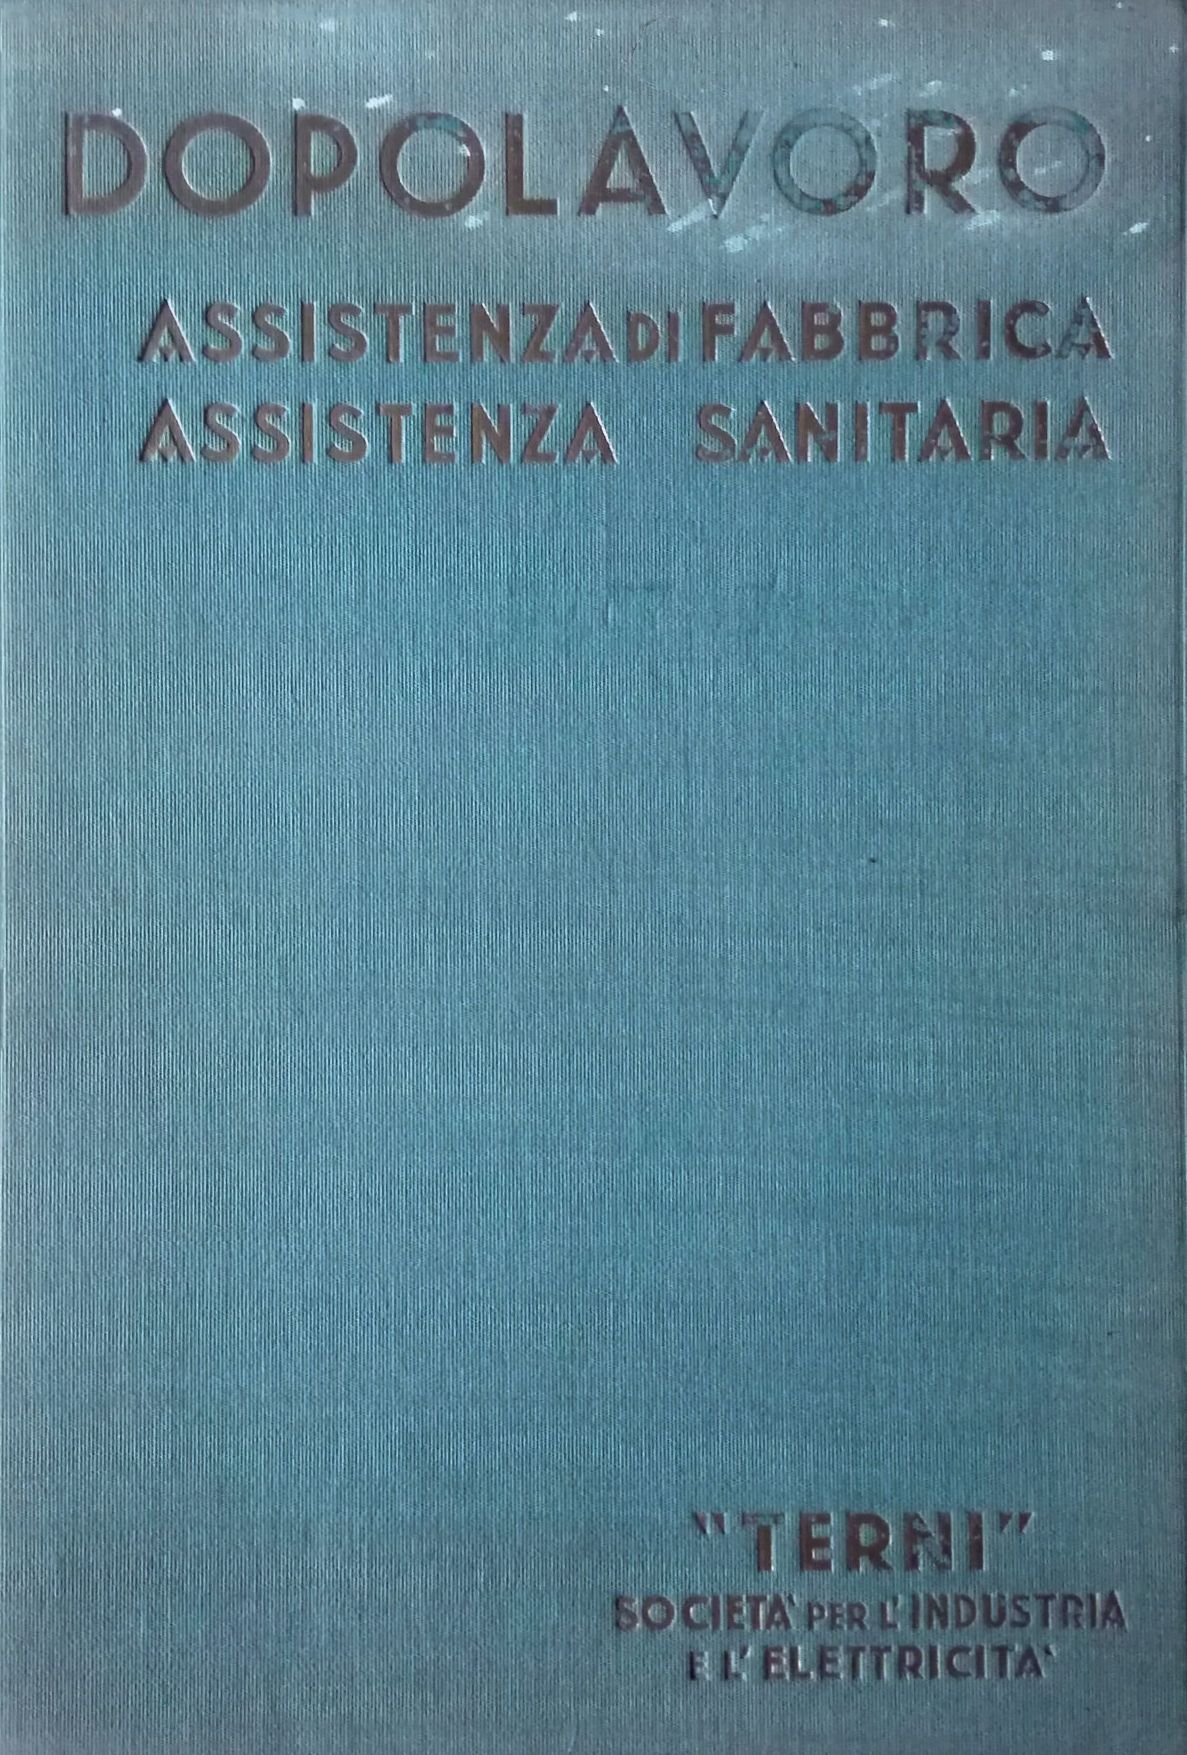 DOPOLAVORO
ASSISTENZA DI FABBRICA
ASSISTENZA SANITARIA
"TERNI"
SOCIETA' PER L'INDUSTRIA
E L'ELETTRICITA'